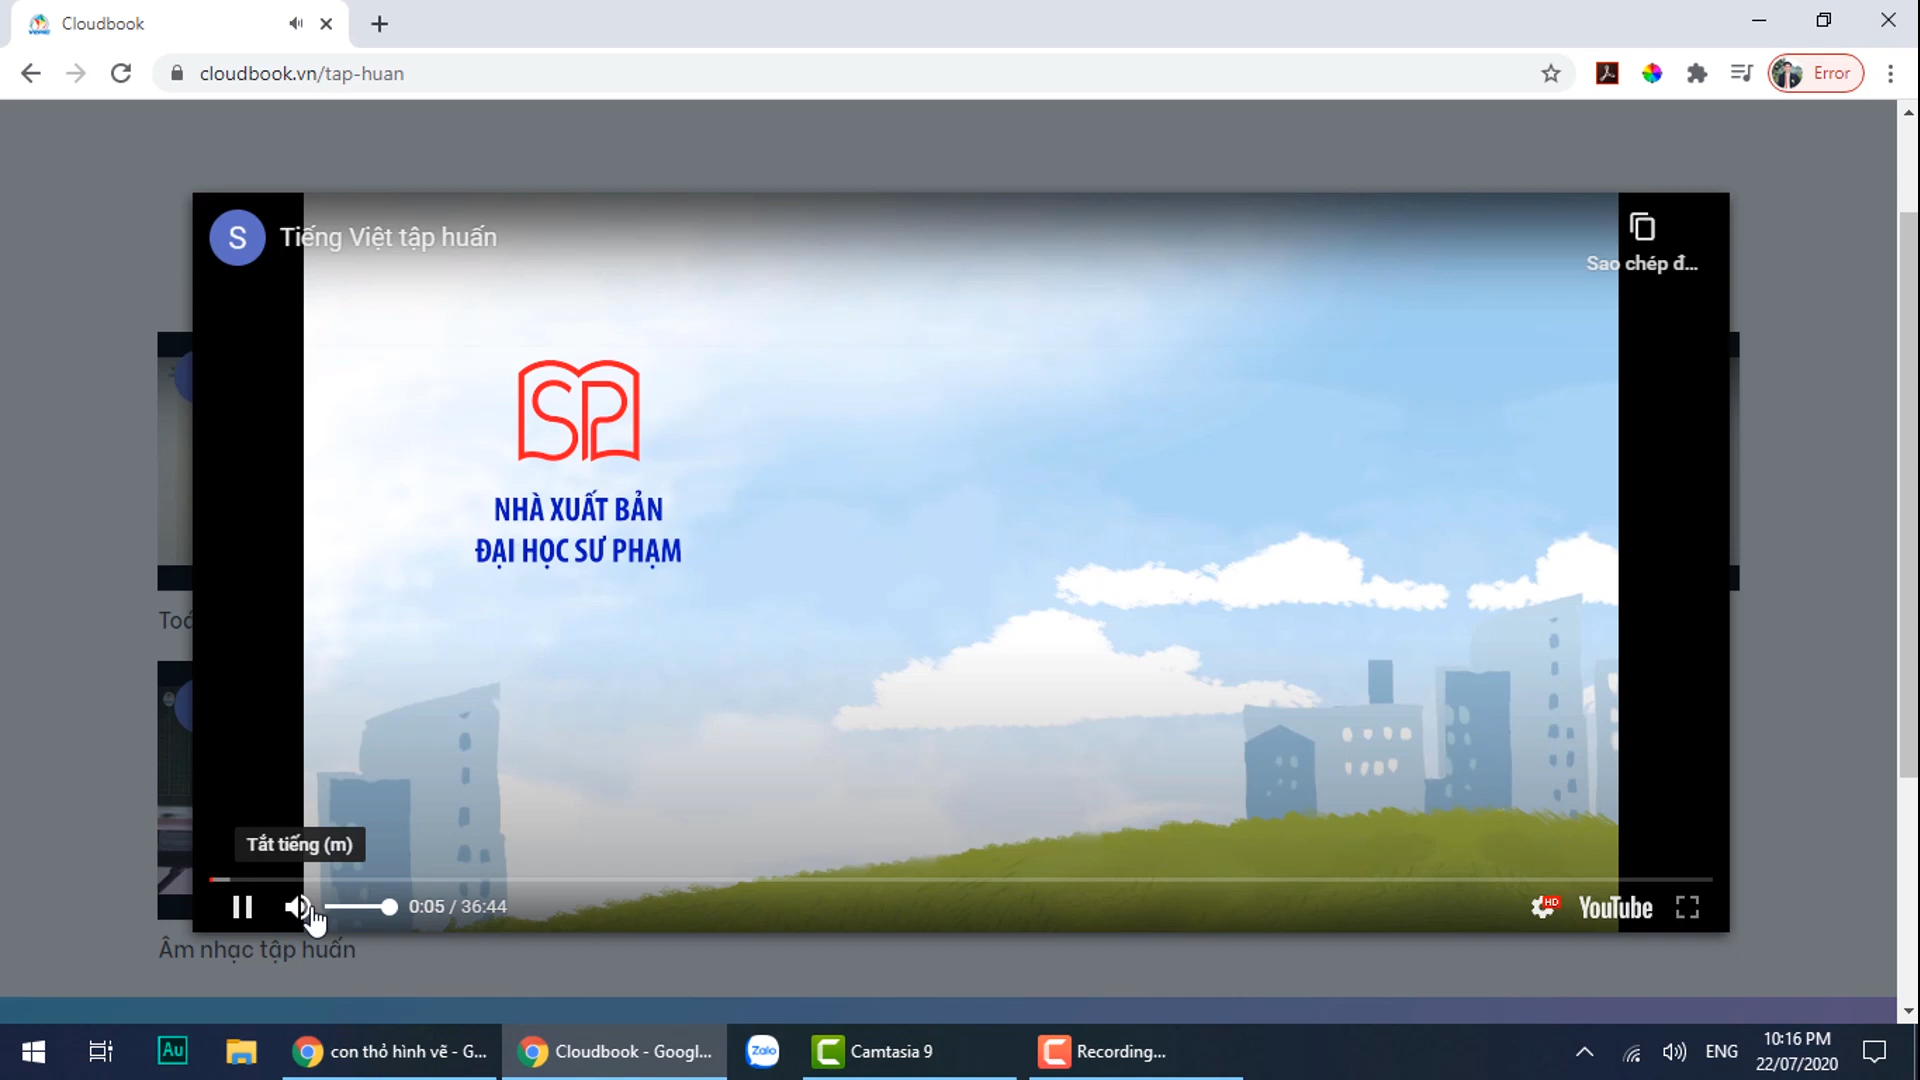 Cloudbook
cloudbook.vn/tap-huan
Error
S
Tiếng Việt tập huấn
Sao chép đ...
SP
NHÀ XUẤT BẢN
ĐẠI HỌC SƯ PHẠM
Toá
Tắt tiếng (m)
0:05 / 36:44
HD
YouTube
Âm nhạc tập huấn
Au
con thỏ hình vẽ - G...
Cloudbook - Googl...
Zalo
Camtasia 9
Recording...
ENG
10:16 PM
22/07/2020